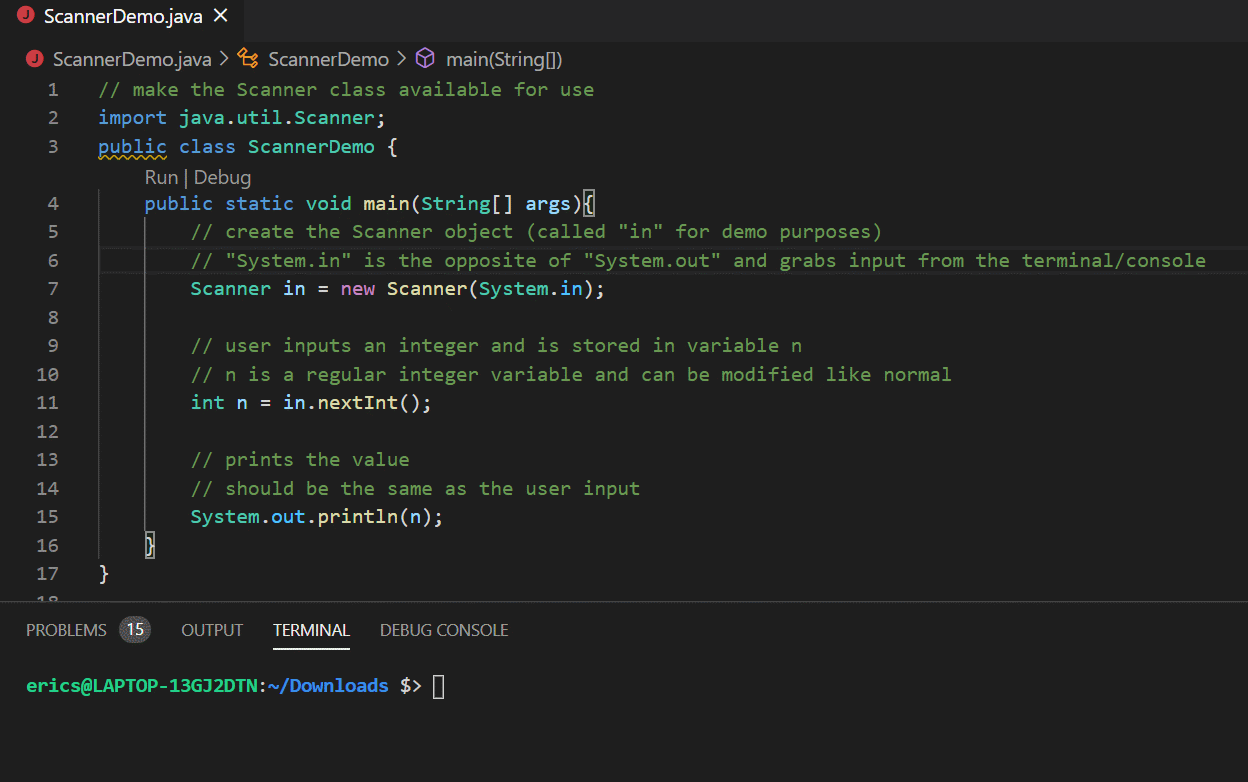 ScannerDemo.java
ScannerDemo.java > ScannerDemo > main(String[])
1 // make the Scanner class available for use
2 import java.util.Scanner;
3 public class ScannerDemo {
Run | Debug
4 public static void main(String[] args){
5 // create the Scanner object (called "in" for demo purposes)
6 // "System.in" is the opposite of "System.out" and grabs input from the terminal/console
7 Scanner in = new Scanner(System.in);
8
9 // user inputs an integer and is stored in variable n
10 // n is a regular integer variable and can be modified like normal
11 int n = in.nextInt();
12
13 // prints the value
14 // should be the same as the user input
15 System.out.println(n);
16 }
17 }
18
PROBLEMS 15 OUTPUT TERMINAL DEBUG CONSOLE
erics@LAPTOP-13GJ2DTN:~/Downloads $>